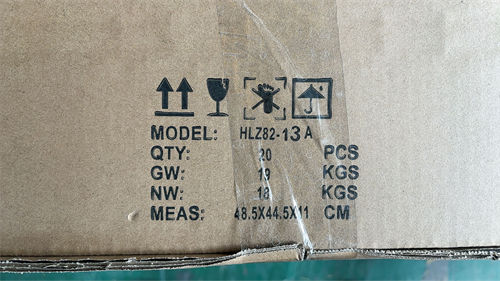 MODEL: HLZ82-13 A
QTY: 20 PCS
GW: 19 KGS
NW: 18 KGS
MEAS: 48.5X44.5X11 CM